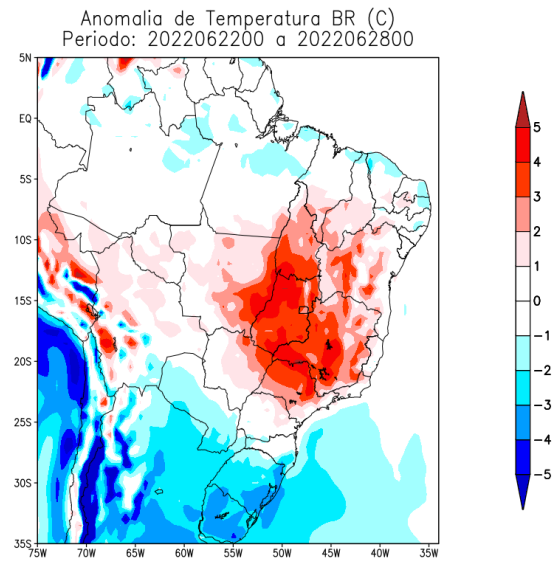 Anomalia de Temperatura BR (C)
Periodo: 2022062200 a 2022062800
5N
EQ
5S
10S
15S
20S
25S
30S
35S
75W 70W 65W 60W 55W 50W 45W 40W 35W
5
4
3
2
1
0
−1
−2
−3
−4
−5